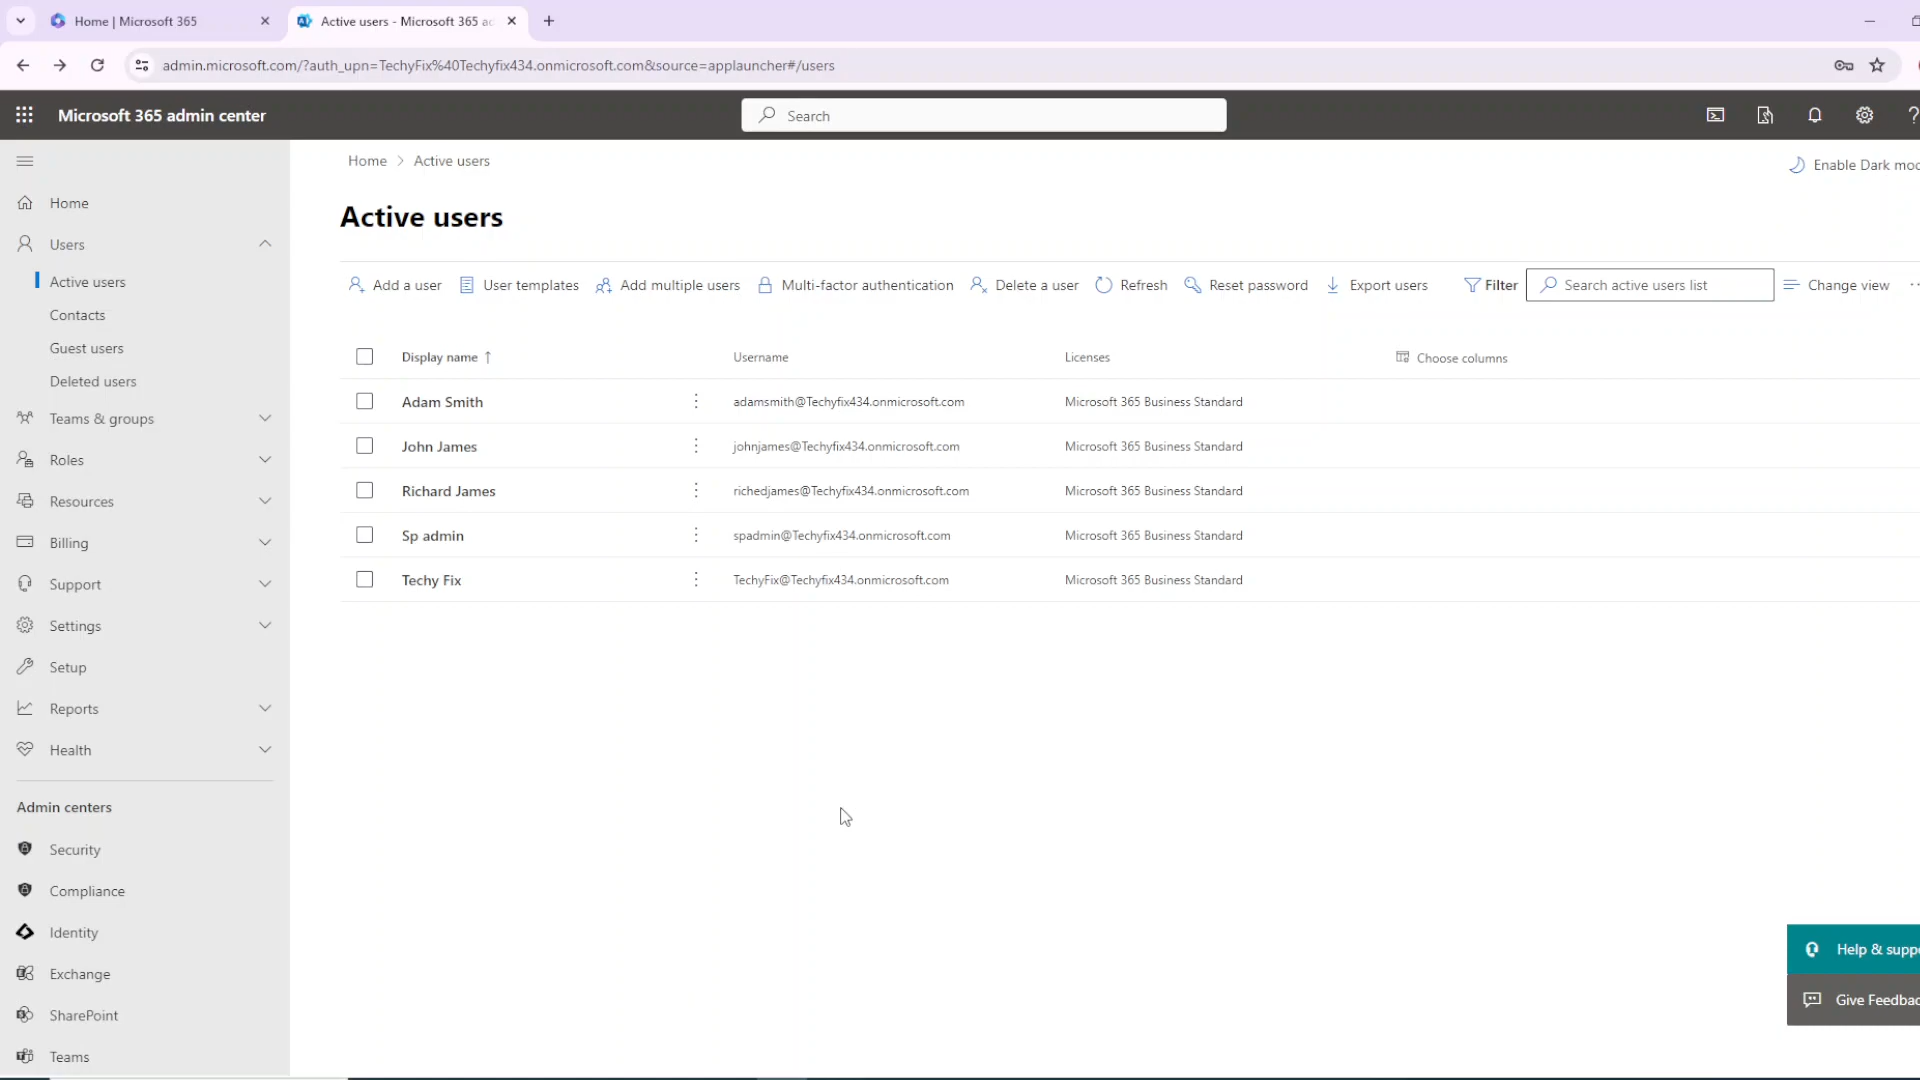 Home | Microsoft 365
Active users - Microsoft 365 ac
admin.microsoft.com/?auth_upn=TechyFix%40Techyfix434.onmicrosoft.com&source=applauncher#/users
Microsoft 365 admin center
Search
Home > Active users
Enable Dark moc
Active users
Add a user
User templates
Add multiple users
Multi-factor authentication
Delete a user
Refresh
Reset password
Export users
Filter
Search active users list
Change view
Display name ↑
Username
Licenses
Choose columns
Adam Smith
adamsmith@Techyfix434.onmicrosoft.com
Microsoft 365 Business Standard
John James
johnjames@Techyfix434.onmicrosoft.com
Microsoft 365 Business Standard
Richard James
richedjames@Techyfix434.onmicrosoft.com
Microsoft 365 Business Standard
Sp admin
spadmin@Techyfix434.onmicrosoft.com
Microsoft 365 Business Standard
Techy Fix
TechyFix@Techyfix434.onmicrosoft.com
Microsoft 365 Business Standard
Home
Users
Active users
Contacts
Guest users
Deleted users
Teams & groups
Roles
Resources
Billing
Support
Settings
Setup
Reports
Health
Admin centers
Security
Compliance
Identity
Exchange
SharePoint
Teams
Help & suppo
Give Feedbac